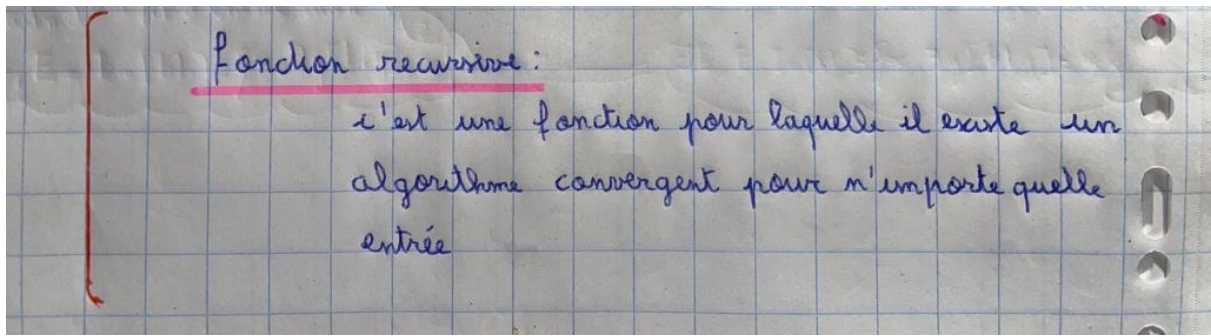 fonction recursive :
c'est une fonction pour laquelle il existe un
algorithme convergent pour n'importe quelle
entrée